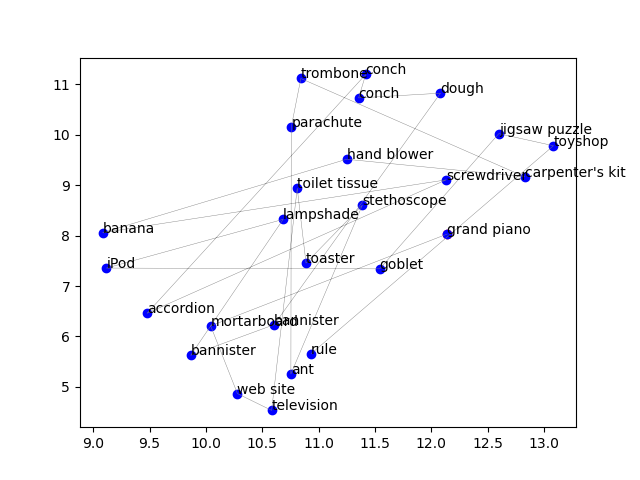 conch
trombone
dough
conch
11
parachute
jigsaw puzzle
10
toyshop
hand blower
carpenter's kit
screwdriver
toilet tissue
9
stethoscope
lampshade
banana
grand piano
8
toaster
iPod
goblet
7
accordion
mortarboard
bannister
6
bannister
rule
ant
5
web site
television
9.0 9.5 10.0 10.5 11.0 11.5 12.0 12.5 13.0